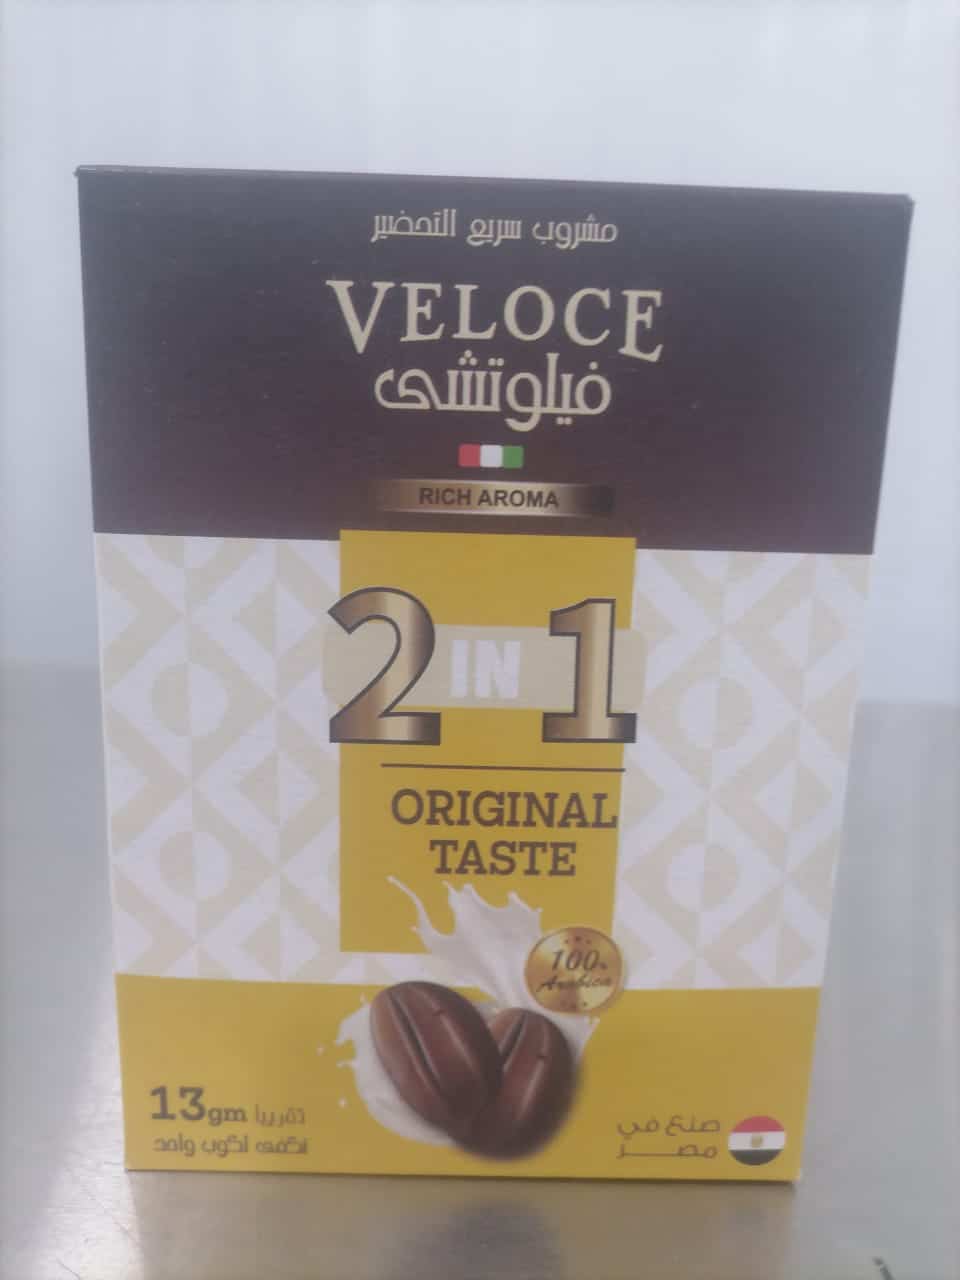 مشروب سريع التحضير
VELOCE
فيلوتشى
RICH AROMA
2 IN 1
ORIGINAL
TASTE
100%
Arabica
13gm تقريبا
تكفى لكوب واحد
صنع في
مصر